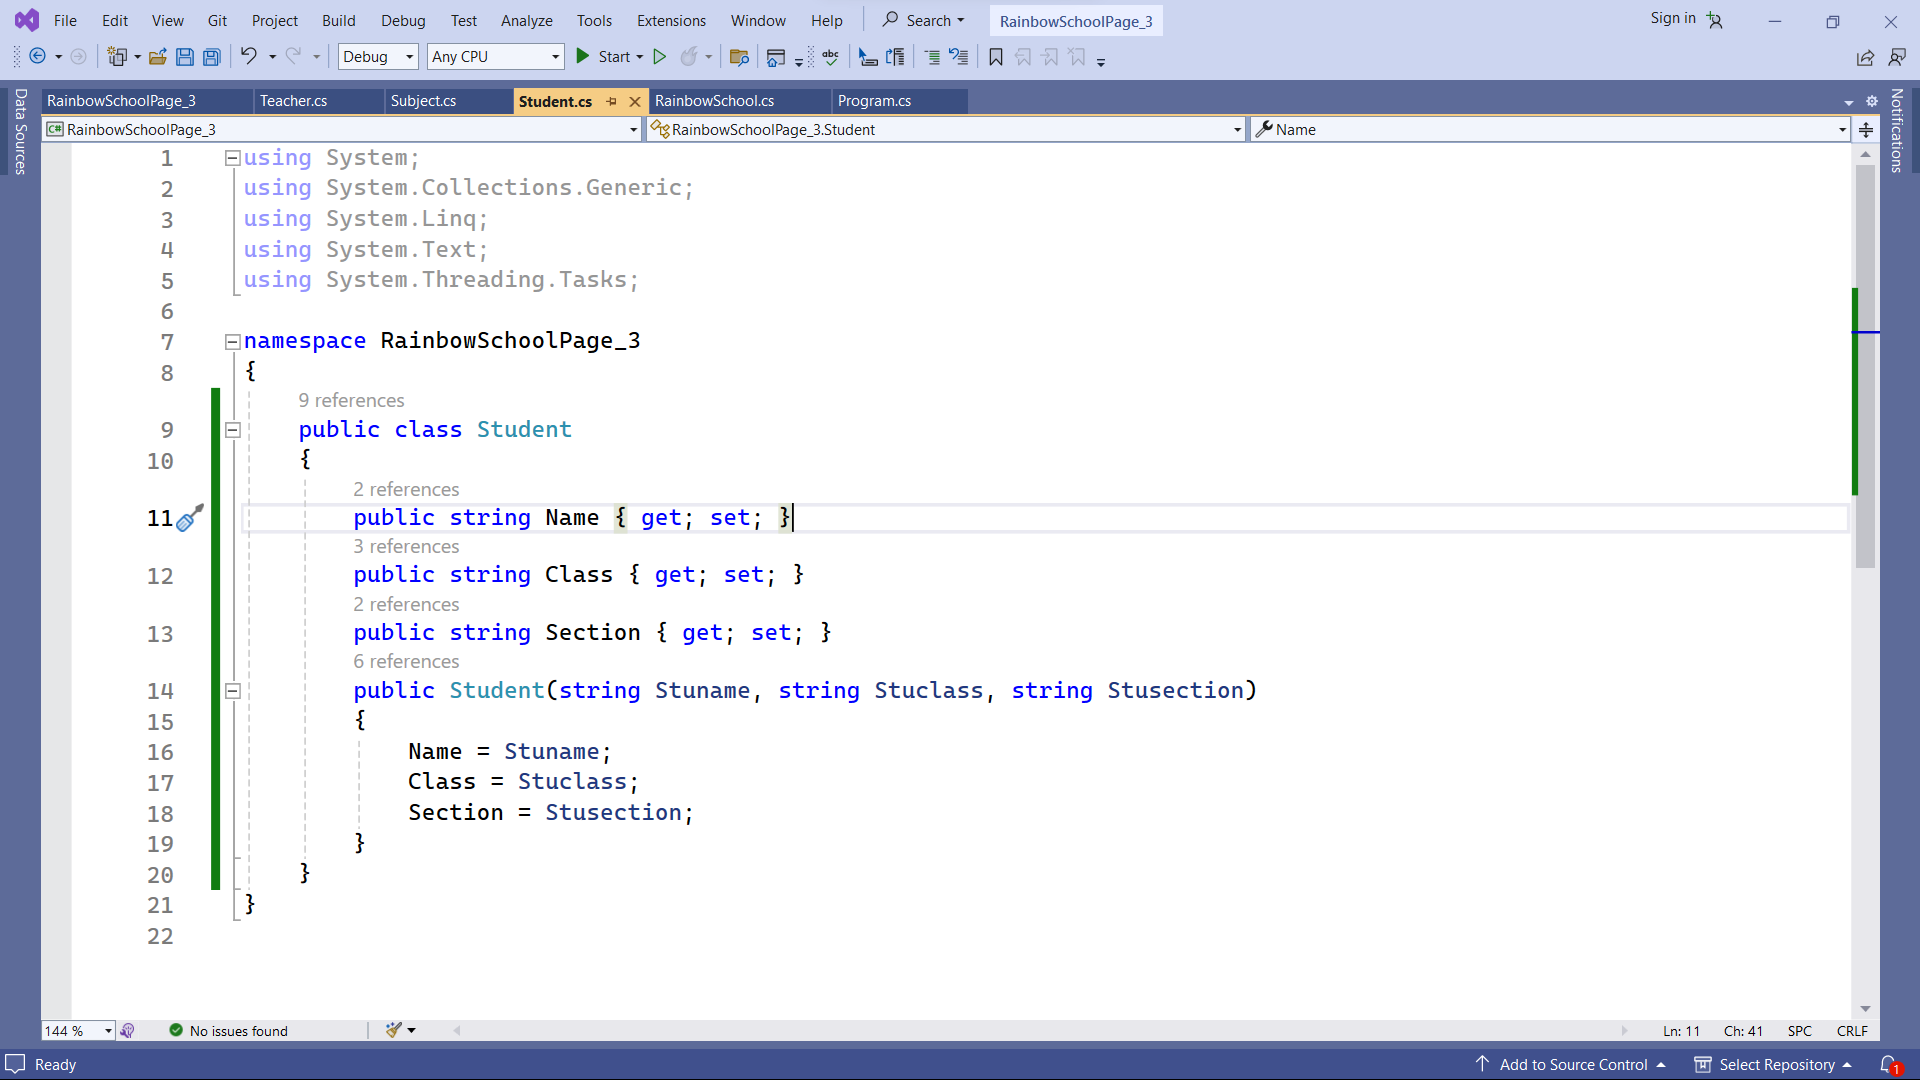 File Edit View Git Project Build Debug Test Analyze Tools Extensions Window Help Search RainbowSchoolPage_3 Sign in
Debug Any CPU Start abc
Data Sources
RainbowSchoolPage_3 Teacher.cs Subject.cs Student.cs RainbowSchool.cs Program.cs
Notifications
C# RainbowSchoolPage_3 RainbowSchoolPage_3.Student Name
1 using System;
2 using System.Collections.Generic;
3 using System.Linq;
4 using System.Text;
5 using System.Threading.Tasks;
6
7 namespace RainbowSchoolPage_3
8 {
9 references
9 public class Student
10 {
2 references
11 public string Name { get; set; }
3 references
12 public string Class { get; set; }
2 references
13 public string Section { get; set; }
6 references
14 public Student(string Stuname, string Stuclass, string Stusection)
15 {
16 Name = Stuname;
17 Class = Stuclass;
18 Section = Stusection;
19 }
20 }
21 }
22
144 % No issues found Ln: 11 Ch: 41 SPC CRLF
Ready Add to Source Control Select Repository 1